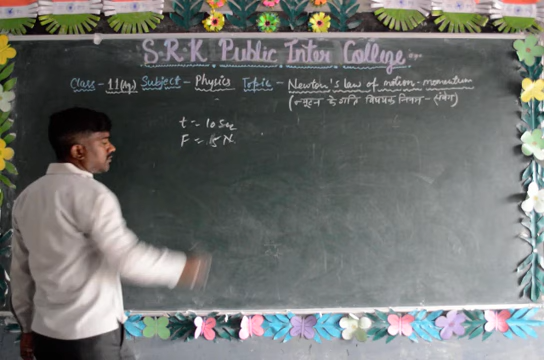 S.R.K. Public Inter College
Class - 11 Subject - Physics Topic - Newton's law of motion - momentum
(न्यूटन के गति विषयक नियम - संवेग)
t = 10 Sec
F = 15 N